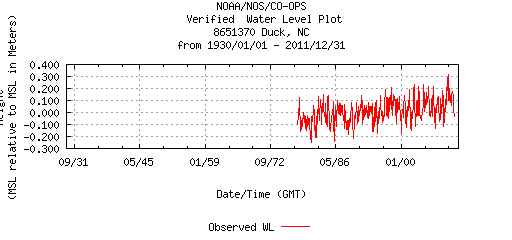 NOAA/NOS/CO-OPS
Verified Water Level Plot
8651370 Duck, NC
from 1930/01/01 - 2011/12/31
(MSL relative to MSL in Meters)
0.400
0.300
0.200
0.100
0.000
-0.100
-0.200
-0.300
09/31 05/45 01/59 09/72 05/86 01/00
Date/Time (GMT)
Observed WL